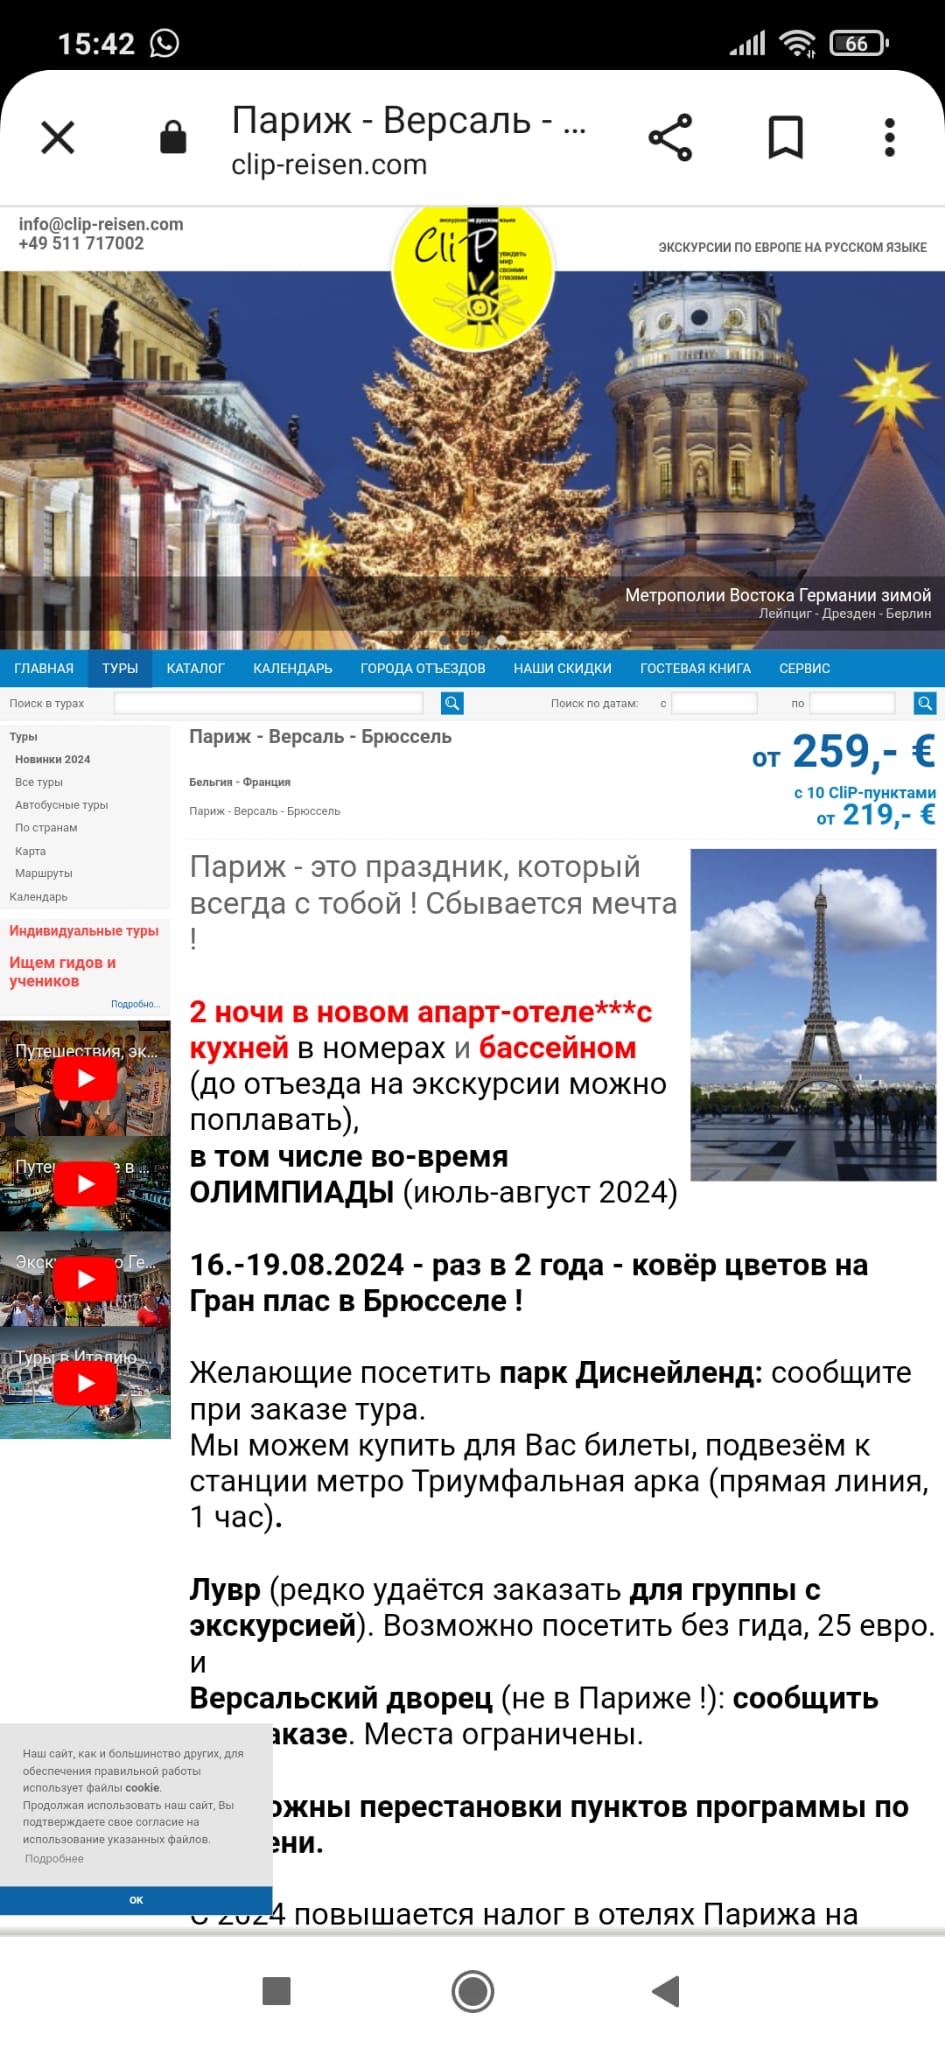 15:42
66
Париж - Версаль - ...
clip-reisen.com
info@clip-reisen.com
+49 511 717002
экскурсии на русском языке
CliP
увидеть
мир
своими
глазами
ЭКСКУРСИИ ПО ЕВРОПЕ НА РУССКОМ ЯЗЫКЕ
Метрополии Востока Германии зимой
Лейпциг - Дрезден - Берлин
ГЛАВНАЯ ТУРЫ КАТАЛОГ КАЛЕНДАРЬ ГОРОДА ОТЪЕЗДОВ НАШИ СКИДКИ ГОСТЕВАЯ КНИГА СЕРВИС
Поиск в турах Поиск по датам: с по
Туры
Новинки 2024
Все туры
Автобусные туры
По странам
Карта
Маршруты
Календарь
Индивидуальные туры
Ищем гидов и
учеников
Подробно...
Путешествия, эк...
Путе е в ...
Экск о Ге...
Туры в Италию ...
Париж - Версаль - Брюссель
Бельгия - Франция
Париж - Версаль - Брюссель
от 259,- €
с 10 CliP-пунктами
от 219,- €
Париж - это праздник, который
всегда с тобой ! Сбывается мечта
!
2 ночи в новом апарт-отеле***с
кухней в номерах и бассейном
(до отъезда на экскурсии можно
поплавать),
в том числе во-время
ОЛИМПИАДЫ (июль-август 2024)
16.-19.08.2024 - раз в 2 года - ковёр цветов на
Гран плас в Брюсселе !
Желающие посетить парк Диснейленд: сообщите
при заказе тура.
Мы можем купить для Вас билеты, подвезём к
станции метро Триумфальная арка (прямая линия,
1 час).
Лувр (редко удаётся заказать для группы с
экскурсией). Возможно посетить без гида, 25 евро.
и
Версальский дворец (не в Париже !): сообщить
аказе. Места ограничены.
ожны перестановки пунктов программы по
ени.
С 2024 повышается налог в отелях Парижа на
Наш сайт, как и большинство других, для
обеспечения правильной работы
использует файлы cookie.
Продолжая использовать наш сайт, Вы
подтверждаете свое согласие на
использование указанных файлов.
Подробнее
ОК